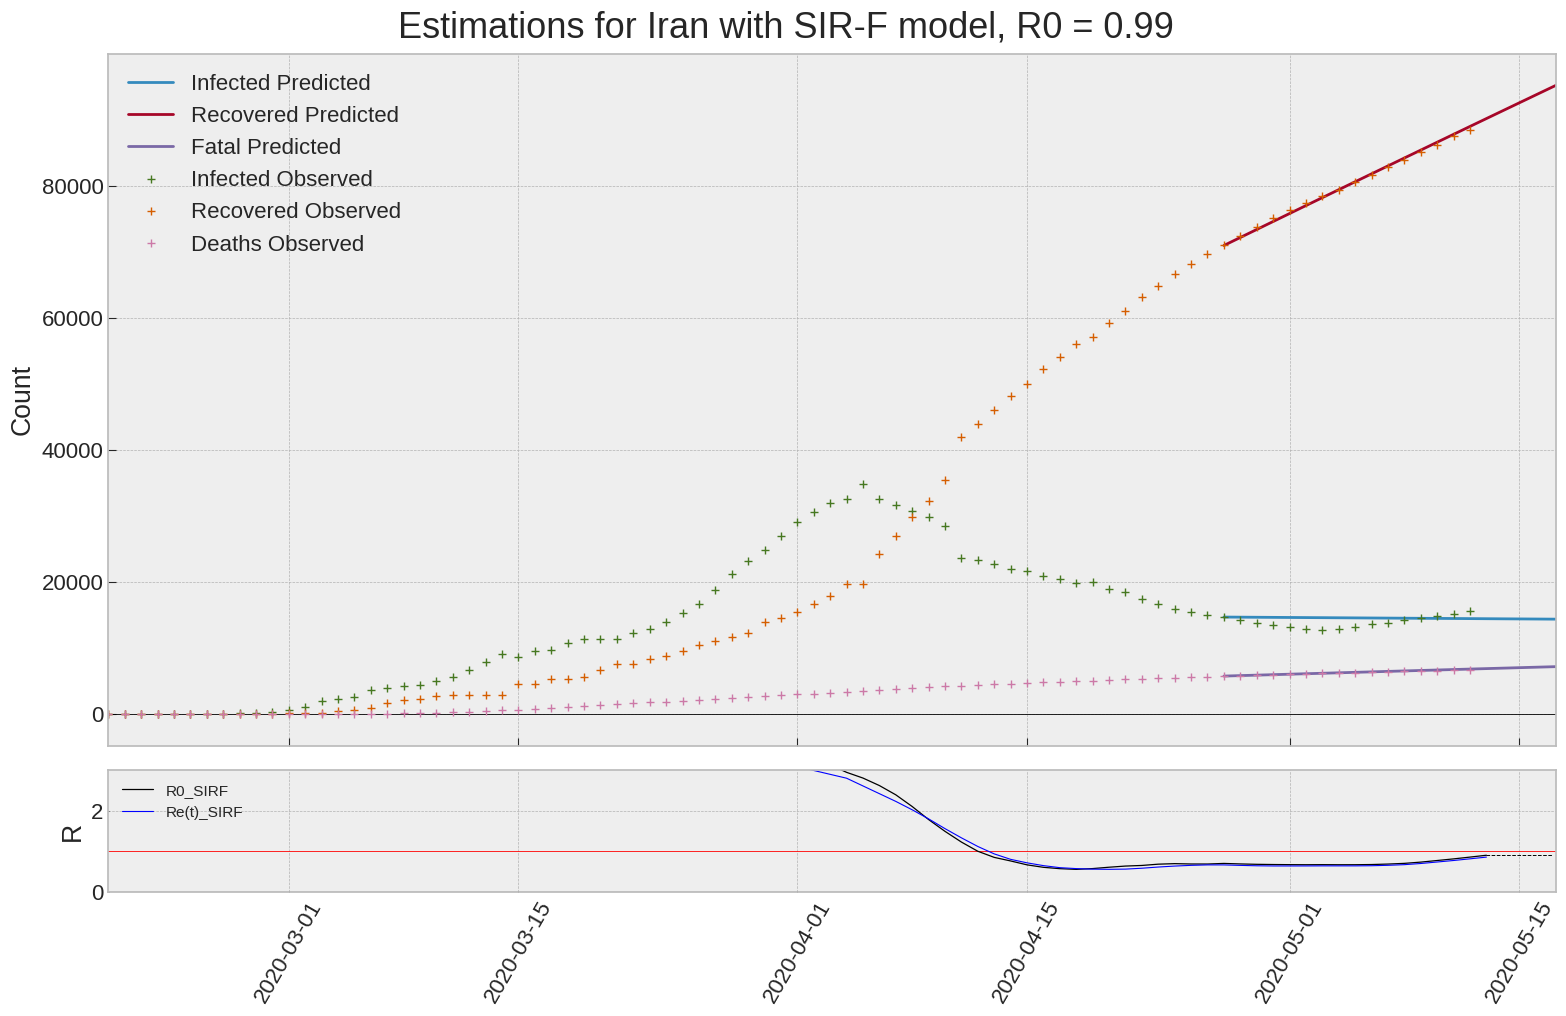 Estimations for Iran with SIR-F model, R0 = 0.99
Infected Predicted
Recovered Predicted
Fatal Predicted
Infected Observed
Recovered Observed
Deaths Observed
Count
80000
60000
40000
20000
0
R0_SIRF
Re(t)_SIRF
R
2
0
2020-03-01
2020-03-15
2020-04-01
2020-04-15
2020-05-01
2020-05-15